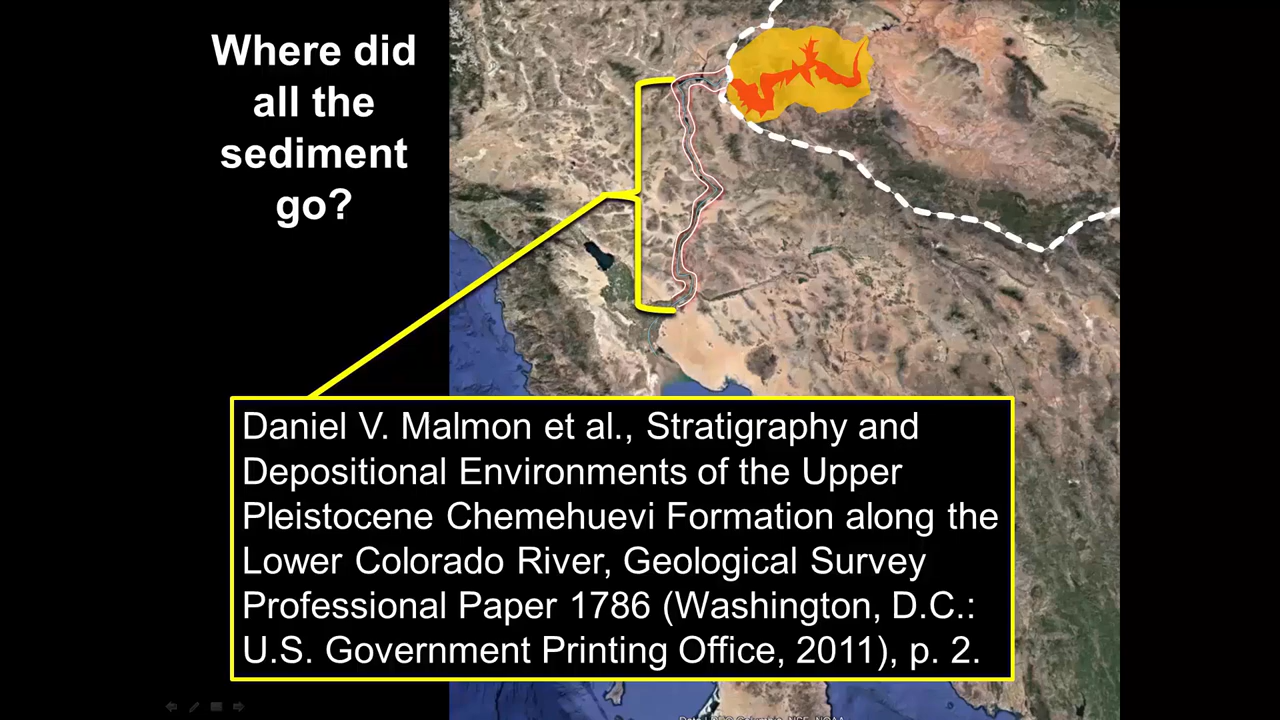 Where did
all the
sediment
go?
Daniel V. Malmon et al., Stratigraphy and
Depositional Environments of the Upper
Pleistocene Chemehuevi Formation along the
Lower Colorado River, Geological Survey
Professional Paper 1786 (Washington, D.C.:
U.S. Government Printing Office, 2011), p. 2.